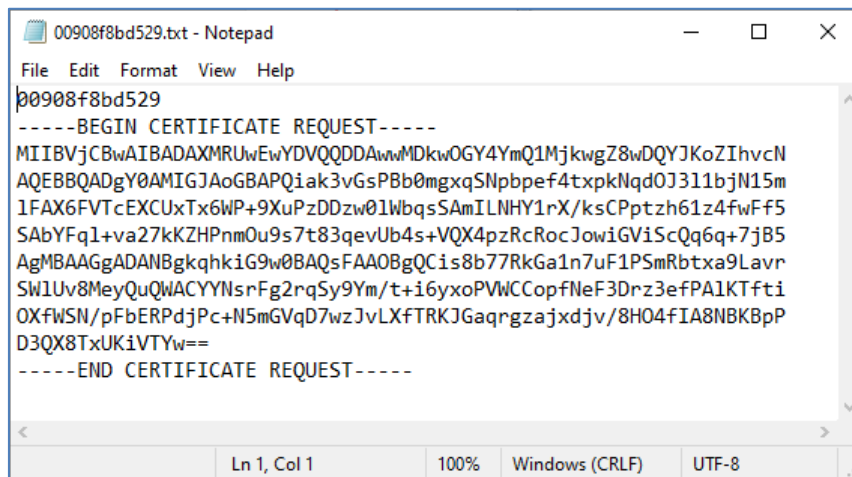 00908f8bd529.txt - Notepad
File Edit Format View Help
00908f8bd529
-----BEGIN CERTIFICATE REQUEST-----
MIIBVjCBwAIBADAXMRUwEwYDVQQDDAwwMDkwOGY4YmQ1MjkwgZ8wDQYJKoZIhvcN
AQEBBQADgY0AMIGJAoGBAPQiak3vGsPBb0mgxqSNpbpef4txpkNqdOJ3l1bjN15m
lFAX6FVTcEXCUxTx6WP+9XuPzDDzw0lWbqsSAmILNHY1rX/ksCPptzh61z4fwFf5
SAbYFql+va27kKZHPnmOu9s7t83qevUb4s+VQX4pzRcRocJowiGViScQq6q+7jB5
AgMBAAGgADANBgkqhkiG9w0BAQsFAAOBgQCis8b77RkGa1n7uF1PSmRbtxa9Lavr
SWlUv8MeyQuQWACYYNsrFg2rqSy9Ym/t+i6yxoPVWCCopfNeF3Drz3efPAlKTfti
OXfWSN/pFbERPdjPc+N5mGVqD7wzJvLXfTRKJGaqrgzajxdjv/8HO4fIA8NBKBpP
D3QX8TxUKiVTYw==
-----END CERTIFICATE REQUEST-----
Ln 1, Col 1 100% Windows (CRLF) UTF-8